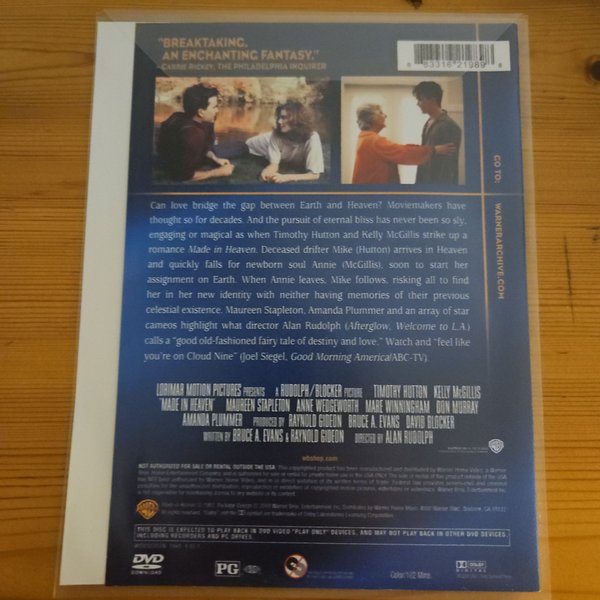 "BREAKTAKING.
AN ENCHANTING FANTASY."
-CARRIE RICKEY, THE PHILADELPHIA INQUIRER
83316 21989
GO TO: WARNERARCHIVE.COM
Can love bridge the gap between Earth and Heaven? Moviemakers have
thought so for decades. And the pursuit of eternal bliss has never been so sly,
engaging or magical as when Timothy Hutton and Kelly McGillis strike up a
romance Made in Heaven. Deceased drifter Mike (Hutton) arrives in Heaven
and quickly falls for newborn soul Annie (McGillis), soon to start her
assignment on Earth. When Annie leaves, Mike follows, risking all to find
her in her new identity with neither having memories of their previous
celestial existence. Maureen Stapleton, Amanda Plummer and an array of star
cameos highlight what director Alan Rudolph (Afterglow, Welcome to L.A.)
calls a "good old-fashioned fairy tale of destiny and love." Watch and "feel like
you're on Cloud Nine" (Joel Siegel, Good Morning America/ABC-TV).
LORIMAR MOTION PICTURES PRESENTS A RUDOLPH/BLOCKER PICTURE TIMOTHY HUTTON KELLY McGILLIS
"MADE IN HEAVEN" MAUREEN STAPLETON ANNE WEDGEWORTH MARE WINNINGHAM DON MURRAY
AMANDA PLUMMER PRODUCED BY RAYNOLD GIDEON BRUCE A. EVANS DAVID BLOCKER
WRITTEN BY BRUCE A. EVANS & RAYNOLD GIDEON DIRECTED BY ALAN RUDOLPH
wbshop.com
NOT AUTHORIZED FOR SALE OR RENTAL OUTSIDE THE USA.
THIS DISC IS EXPECTED TO PLAY BACK IN DVD VIDEO "PLAY ONLY" DEVICES, AND MAY NOT PLAY BACK IN OTHER DVD DEVICES,
INCLUDING RECORDERS AND PC DRIVES.
DVD
DOWNLOAD
PG
Color/102 Mins.
DOLBY
DIGITAL